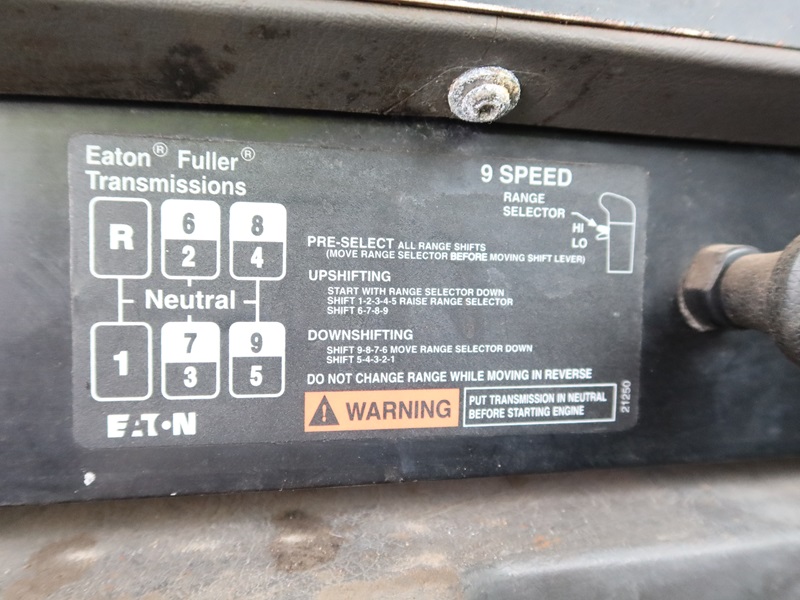 Eaton® Fuller®
Transmissions
9 SPEED
RANGE
SELECTOR
HI
LO
R
6
2
8
4
Neutral
1
7
3
9
5
PRE-SELECT ALL RANGE SHIFTS
(MOVE RANGE SELECTOR BEFORE MOVING SHIFT LEVER)
UPSHIFTING
START WITH RANGE SELECTOR DOWN
SHIFT 1-2-3-4-5 RAISE RANGE SELECTOR
SHIFT 6-7-8-9
DOWNSHIFTING
SHIFT 9-8-7-6 MOVE RANGE SELECTOR DOWN
SHIFT 5-4-3-2-1
DO NOT CHANGE RANGE WHILE MOVING IN REVERSE
WARNING
PUT TRANSMISSION IN NEUTRAL
BEFORE STARTING ENGINE
21250
EATON